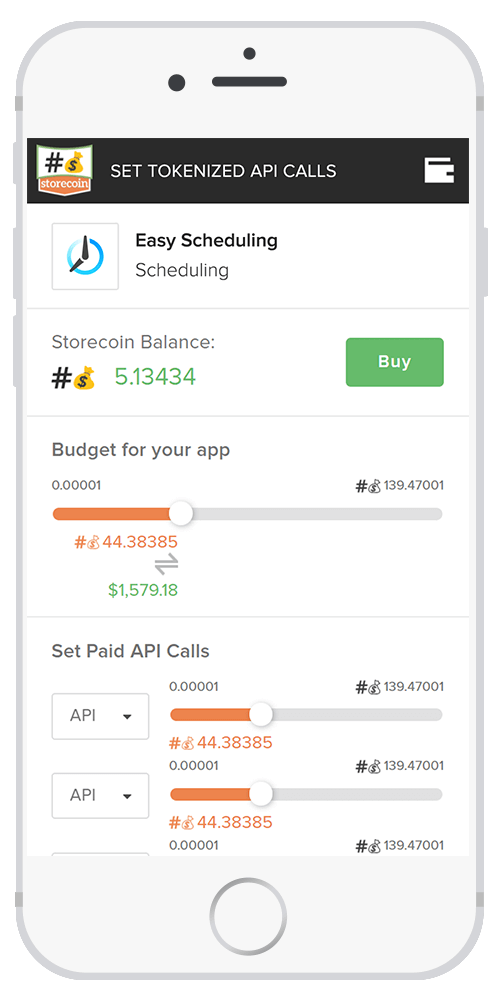 #💰
storecoin
SET TOKENIZED API CALLS
Easy Scheduling
Scheduling
Storecoin Balance:
#💰 5.13434
Buy
Budget for your app
0.00001 #💰139.47001
#💰44.38385
$1,579.18
Set Paid API Calls
0.00001 #💰139.47001
API
#💰44.38385
0.00001 #💰139.47001
API
#💰44.38385
0.00001 #💰139.47001